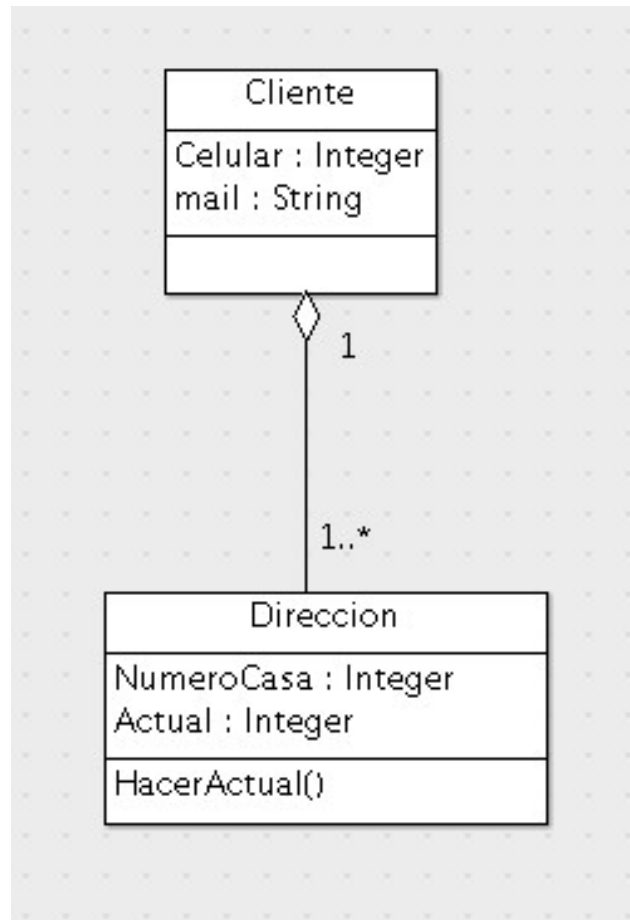 Cliente
Celular : Integer
mail : String
1
1..*
Direccion
NumeroCasa : Integer
Actual : Integer
HacerActual()